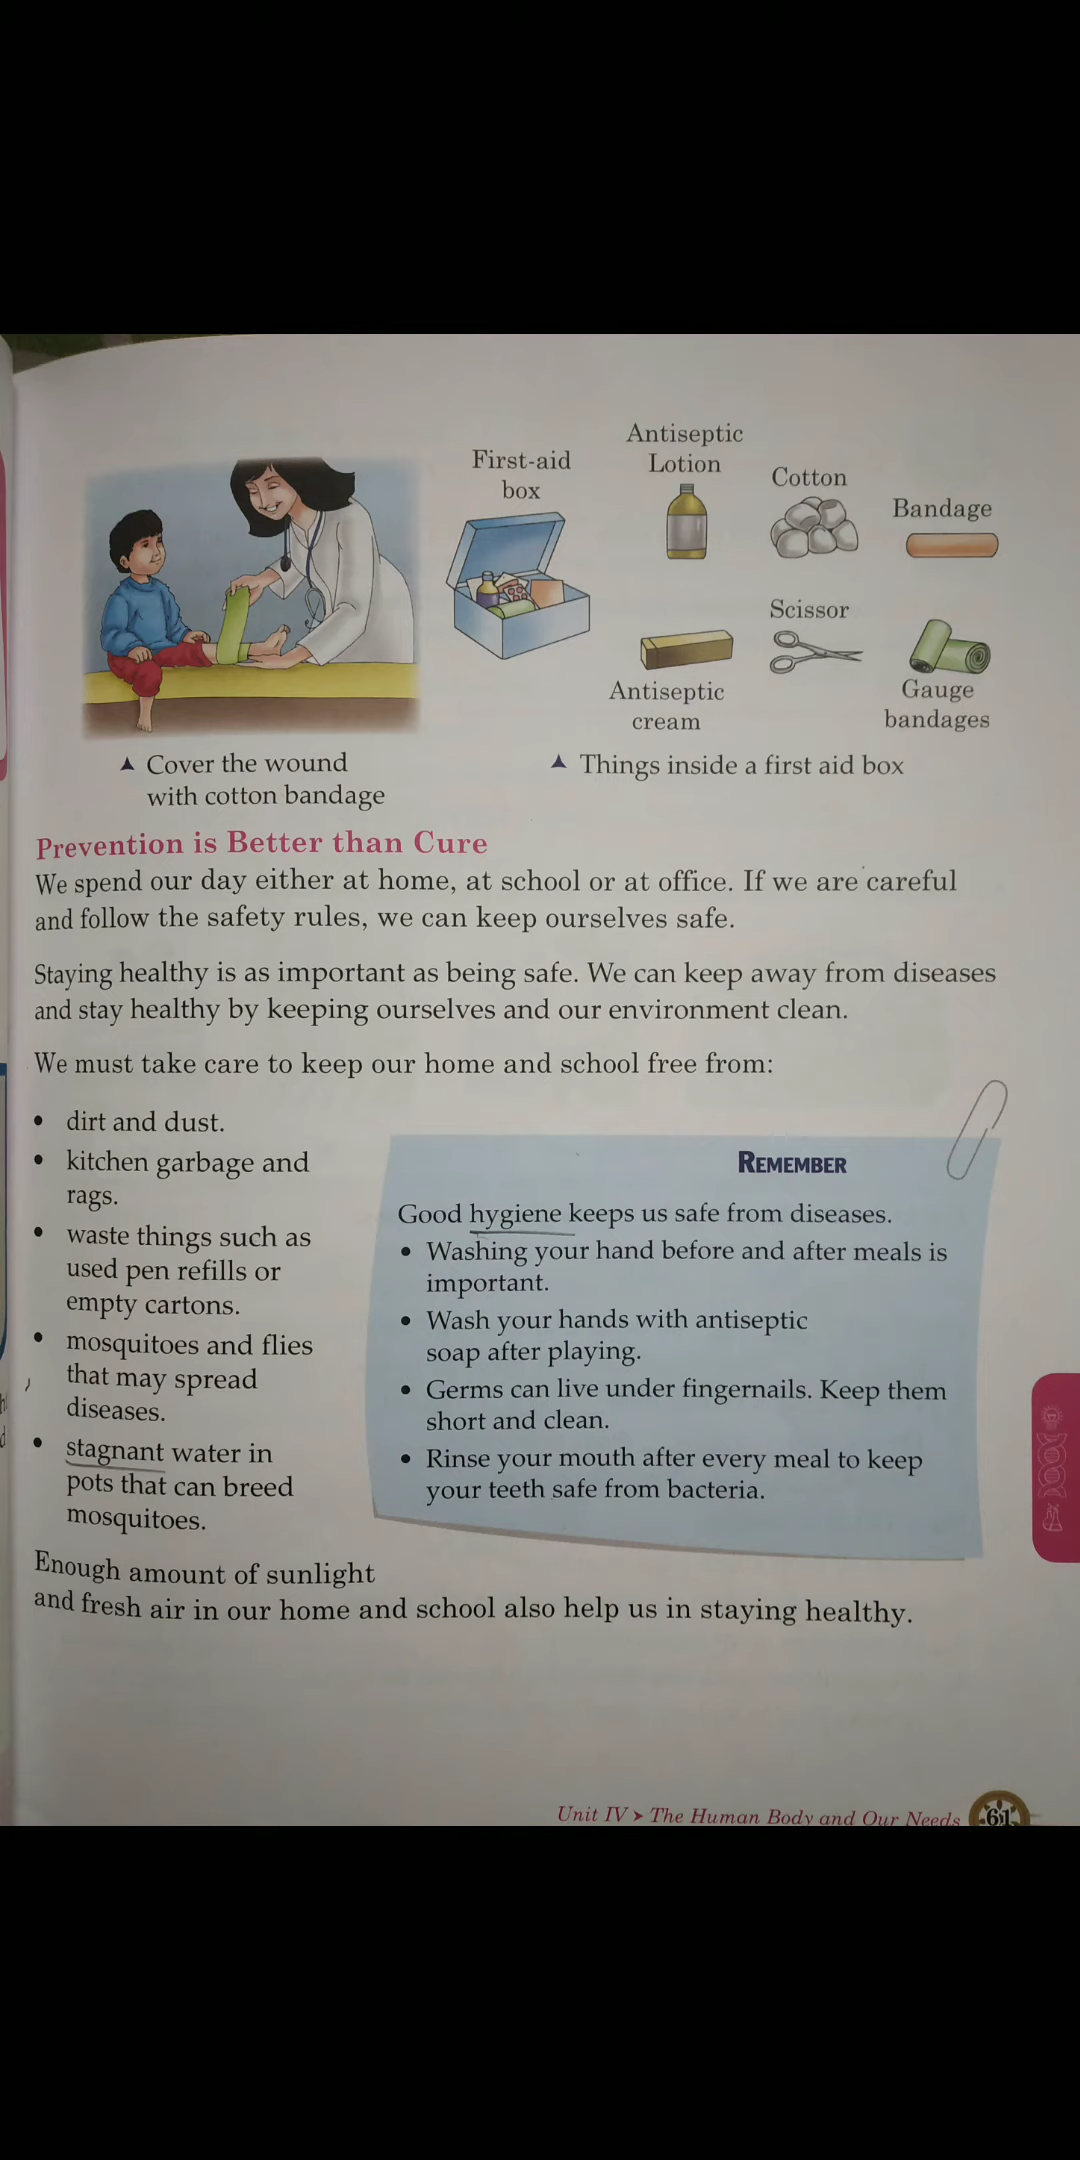 First-aid
box
Antiseptic
Lotion
Cotton
Bandage
Antiseptic
cream
Scissor
Gauge
bandages
Cover the wound
with cotton bandage
Things inside a first aid box
Prevention is Better than Cure
We spend our day either at home, at school or at office. If we are careful
and follow the safety rules, we can keep ourselves safe.
Staying healthy is as important as being safe. We can keep away from diseases
and stay healthy by keeping ourselves and our environment clean.
We must take care to keep our home and school free from:
• dirt and dust.
• kitchen garbage and
rags.
• waste things such as
used pen refills or
empty cartons.
• mosquitoes and flies
that may spread
diseases.
• stagnant water in
pots that can breed
mosquitoes.
REMEMBER
Good hygiene keeps us safe from diseases.
• Washing your hand before and after meals is
important.
• Wash your hands with antiseptic
soap after playing.
• Germs can live under fingernails. Keep them
short and clean.
• Rinse your mouth after every meal to keep
your teeth safe from bacteria.
Enough amount of sunlight
and fresh air in our home and school also help us in staying healthy.
Unit IV ➤ The Human Body and Our Needs 61